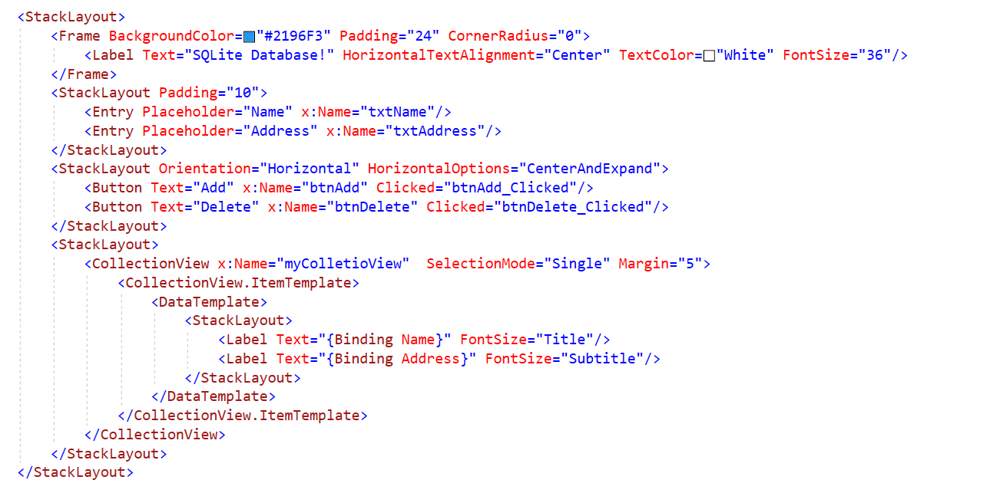 <StackLayout>
    <Frame BackgroundColor="#2196F3" Padding="24" CornerRadius="0">
        <Label Text="SQLite Database!" HorizontalTextAlignment="Center" TextColor="White" FontSize="36"/>
    </Frame>
    <StackLayout Padding="10">
        <Entry Placeholder="Name" x:Name="txtName"/>
        <Entry Placeholder="Address" x:Name="txtAddress"/>
    </StackLayout>
    <StackLayout Orientation="Horizontal" HorizontalOptions="CenterAndExpand">
        <Button Text="Add" x:Name="btnAdd" Clicked="btnAdd_Clicked"/>
        <Button Text="Delete" x:Name="btnDelete" Clicked="btnDelete_Clicked"/>
    </StackLayout>
    <StackLayout>
        <CollectionView x:Name="myColletioView"  SelectionMode="Single" Margin="5">
            <CollectionView.ItemTemplate>
                <DataTemplate>
                    <StackLayout>
                        <Label Text="{Binding Name}" FontSize="Title"/>
                        <Label Text="{Binding Address}" FontSize="Subtitle"/>
                    </StackLayout>
                </DataTemplate>
            </CollectionView.ItemTemplate>
        </CollectionView>
    </StackLayout>
</StackLayout>